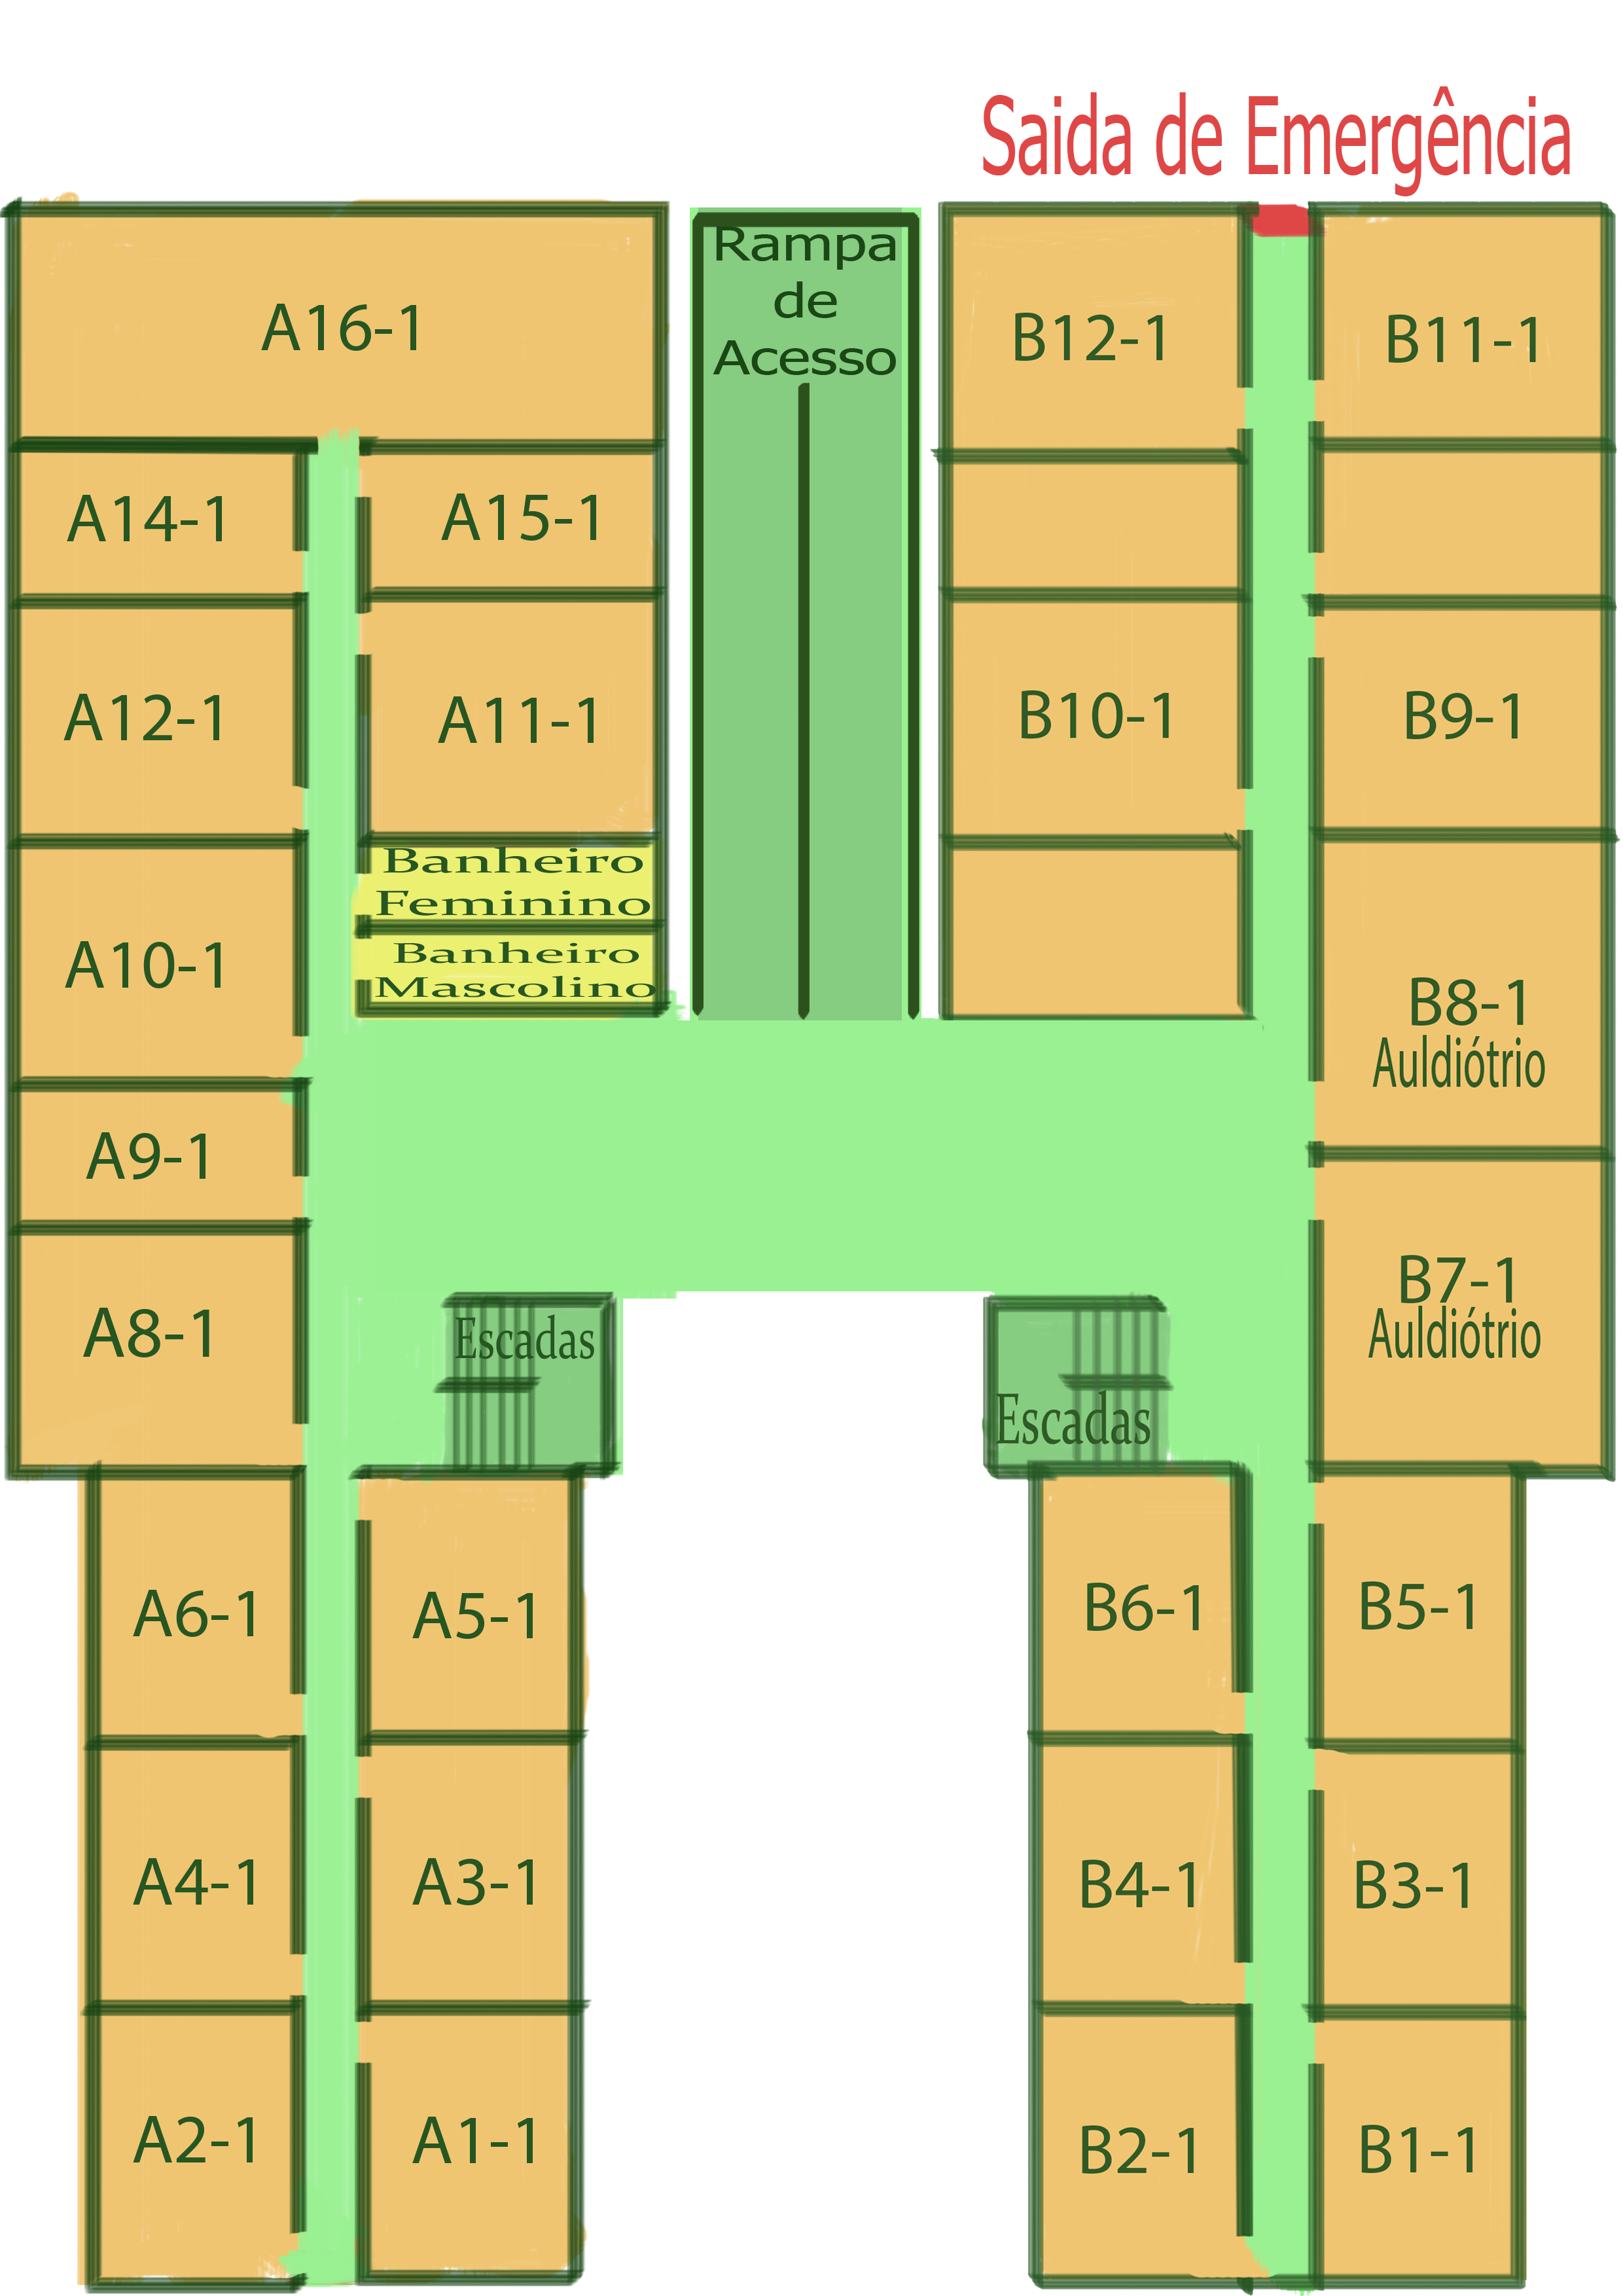 Saida de Emergência
Rampa
de
Acesso
A16-1
B12-1
B11-1
A14-1
A15-1
A12-1
A11-1
B10-1
B9-1
Banheiro
Feminino
Banheiro
Mascolino
A10-1
B8-1
Auldiótrio
A9-1
B7-1
Auldiótrio
A8-1
Escadas
Escadas
A6-1
A5-1
B6-1
B5-1
A4-1
A3-1
B4-1
B3-1
A2-1
A1-1
B2-1
B1-1